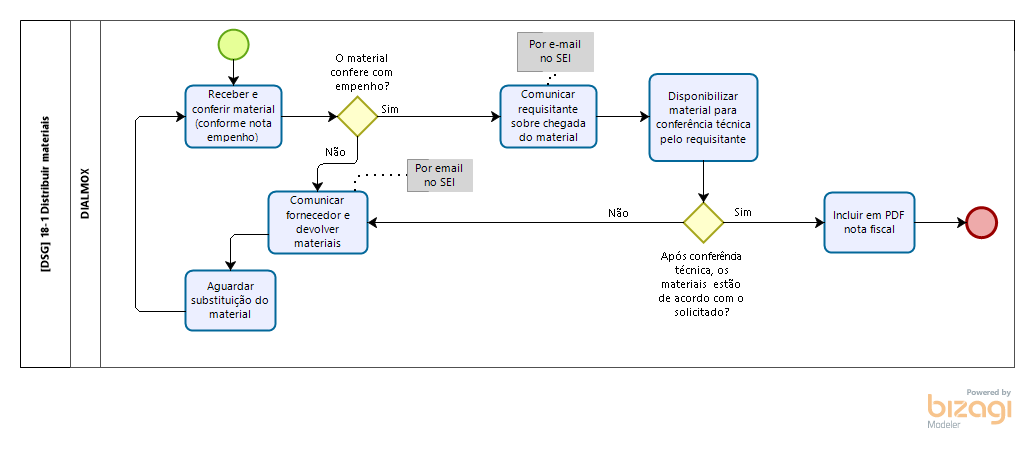 [DSG] 18-1 Distribuir materiais
DIALMOX
Receber e
conferir material
(conforme nota
empenho)
O material
confere com
empenho?
Sim
Não
Por e-mail
no SEI
Comunicar
requisitante
sobre chegada
do material
Disponibilizar
material para
conferência técnica
pelo requisitante
Por email
no SEI
Comunicar
fornecedor e
devolver
materiais
Não
Sim
Após conferência
técnica, os
materiais estão
de acordo com o
solicitado?
Incluir em PDF
nota fiscal
Aguardar
substituição do
material
Powered by
bizagi
Modeler